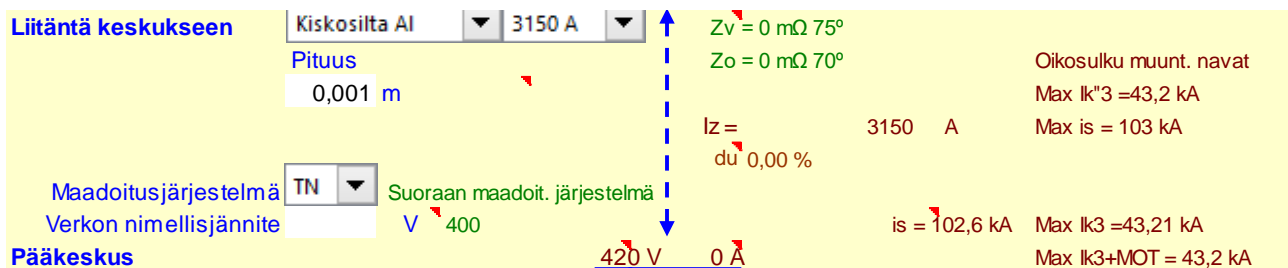 Liitäntä keskukseen Kiskosilta Al 3150 A Zv = 0 mΩ 75º
Pituus Zo = 0 mΩ 70º Oikosulku muunt. navat
0,001 m Max Ik"3 =43,2 kA
Iz = 3150 A Max is = 103 kA
du 0,00 %
Maadoitusjärjestelmä TN Suoraan maadoit. järjestelmä
Verkon nimellisjännite V 400 is = 102,6 kA Max Ik3 =43,21 kA
Pääkeskus 420 V 0 A Max Ik3+MOT = 43,2 kA